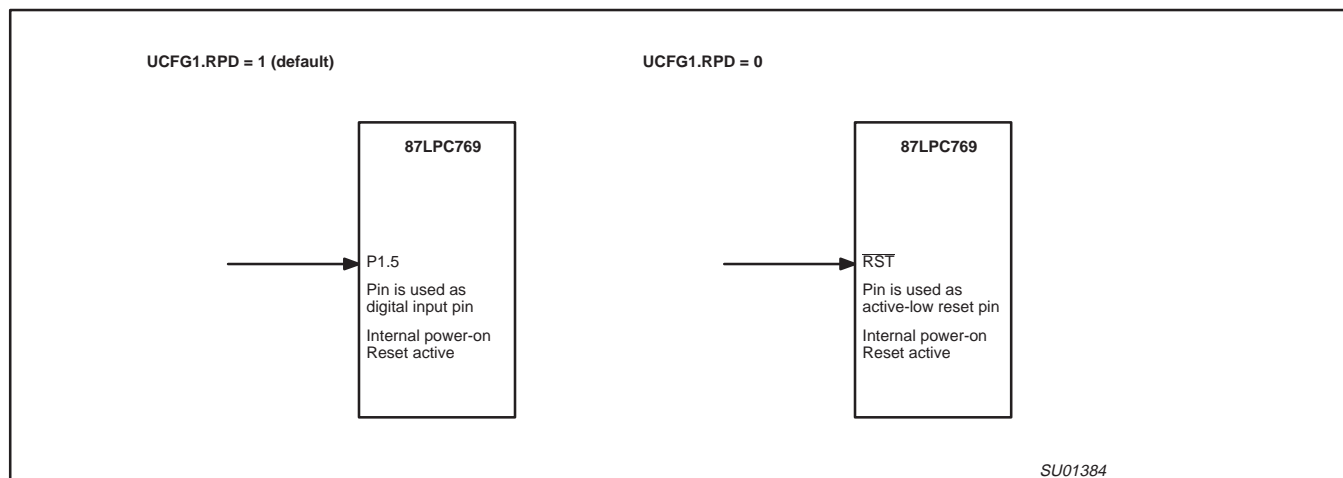 UCFG1.RPD = 1 (default)
UCFG1.RPD = 0
87LPC769
P1.5
Pin is used as
digital input pin
Internal power-on
Reset active
87LPC769
R̅S̅T̅
Pin is used as
active-low reset pin
Internal power-on
Reset active
SU01384